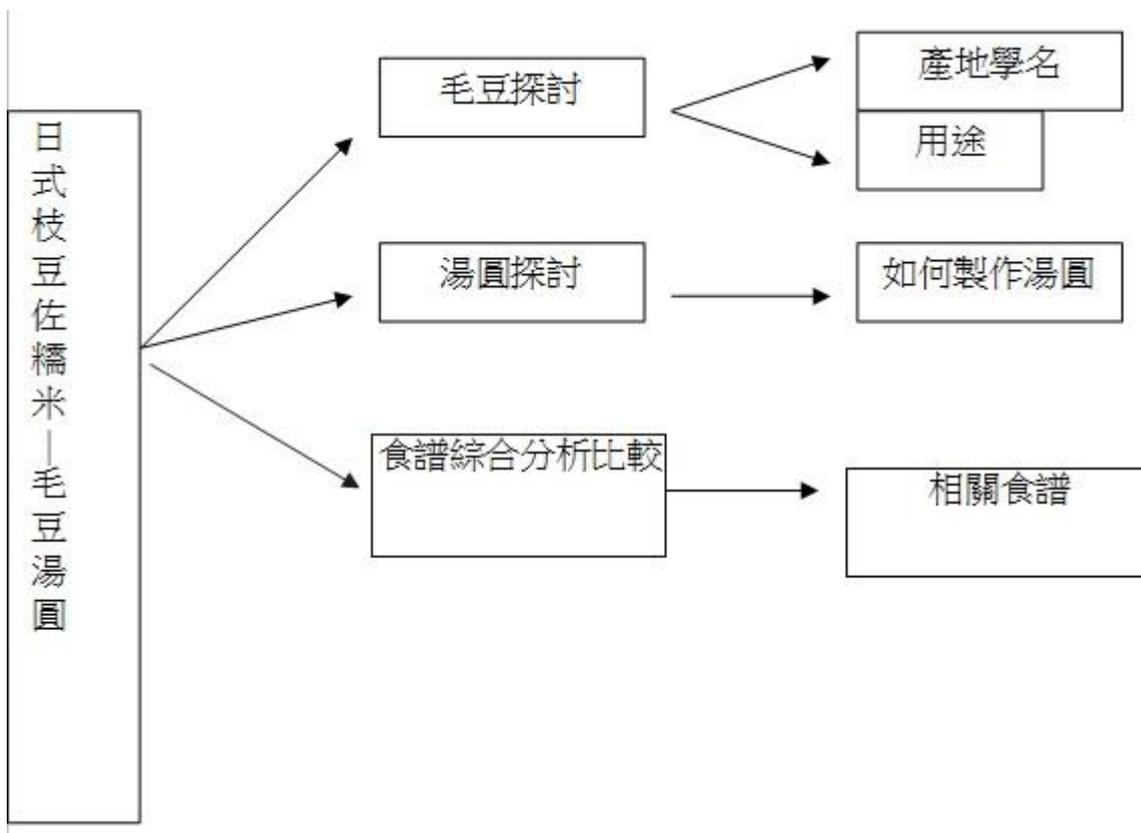 日式枝豆佐糯米—毛豆湯圓
毛豆探討
產地學名
用途
湯圓探討
如何製作湯圓
食譜綜合分析比較
相關食譜